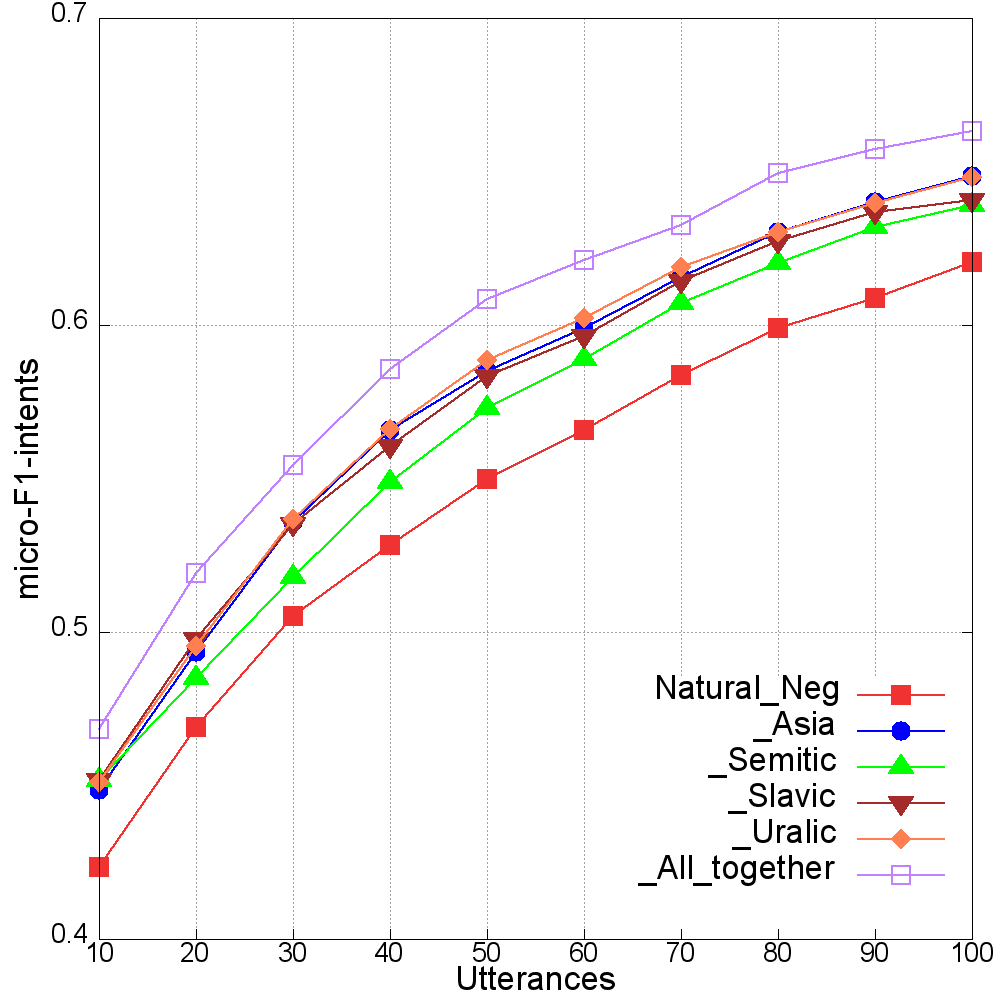 0.7
0.6
0.5
0.4
micro-F1-intents
Natural_Neg
_Asia
_Semitic
_Slavic
_Uralic
_All_together
10 20 30 40 50 60 70 80 90 100
Utterances